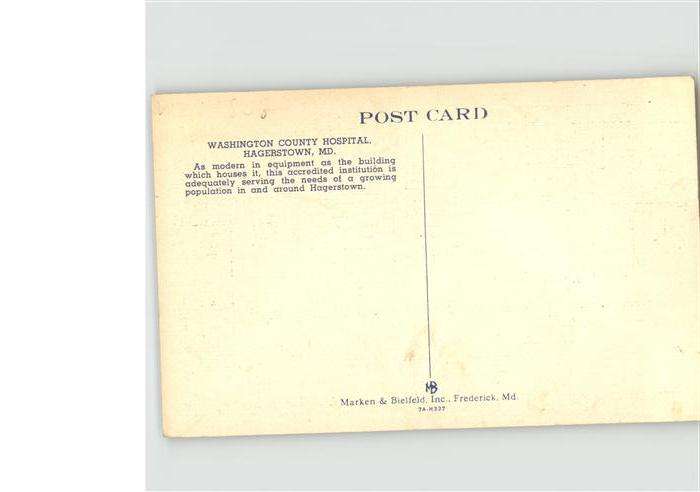 POST CARD
WASHINGTON COUNTY HOSPITAL,
HAGERSTOWN, MD.
As modern in equipment as the building
which houses it, this accredited institution is
adequately serving the needs of a growing
population in and around Hagerstown.
MB
Marken & Bielfeld, Inc., Frederick, Md.
7A-H327